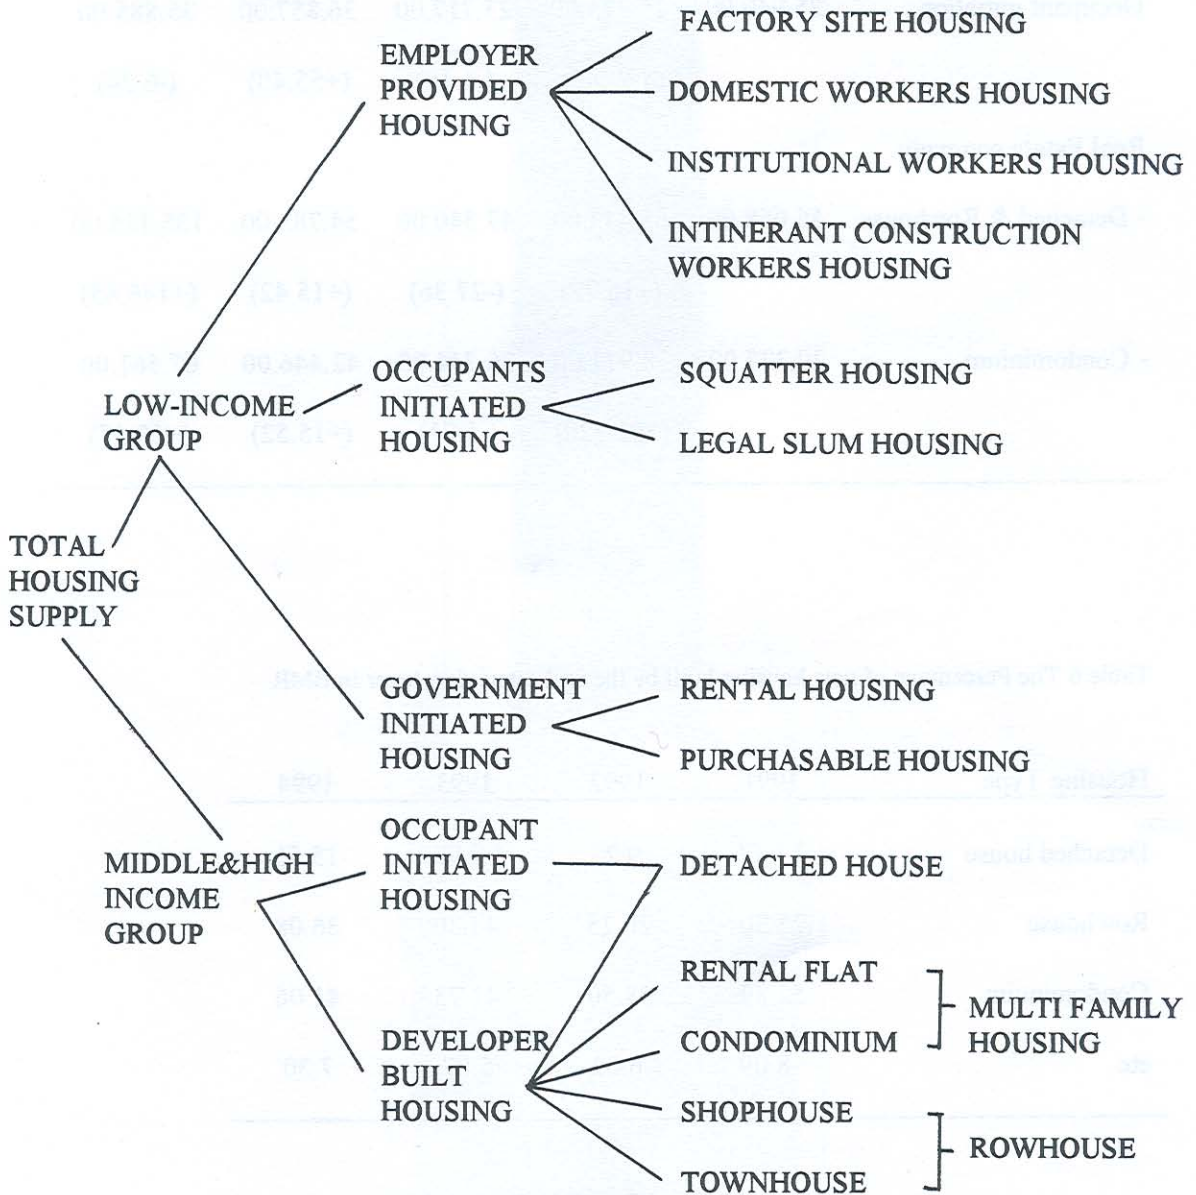 FACTORY SITE HOUSING
EMPLOYER
PROVIDED
HOUSING
DOMESTIC WORKERS HOUSING
INSTITUTIONAL WORKERS HOUSING
INTINERANT CONSTRUCTION
WORKERS HOUSING
LOW-INCOME
GROUP
OCCUPANTS
INITIATED
HOUSING
SQUATTER HOUSING
LEGAL SLUM HOUSING
TOTAL
HOUSING
SUPPLY
GOVERNMENT
INITIATED
HOUSING
RENTAL HOUSING
PURCHASABLE HOUSING
MIDDLE&HIGH
INCOME
GROUP
OCCUPANT
INITIATED
HOUSING
DETACHED HOUSE
DEVELOPER
BUILT
HOUSING
RENTAL FLAT
CONDOMINIUM
MULTI FAMILY
HOUSING
SHOPHOUSE
TOWNHOUSE
ROWHOUSE